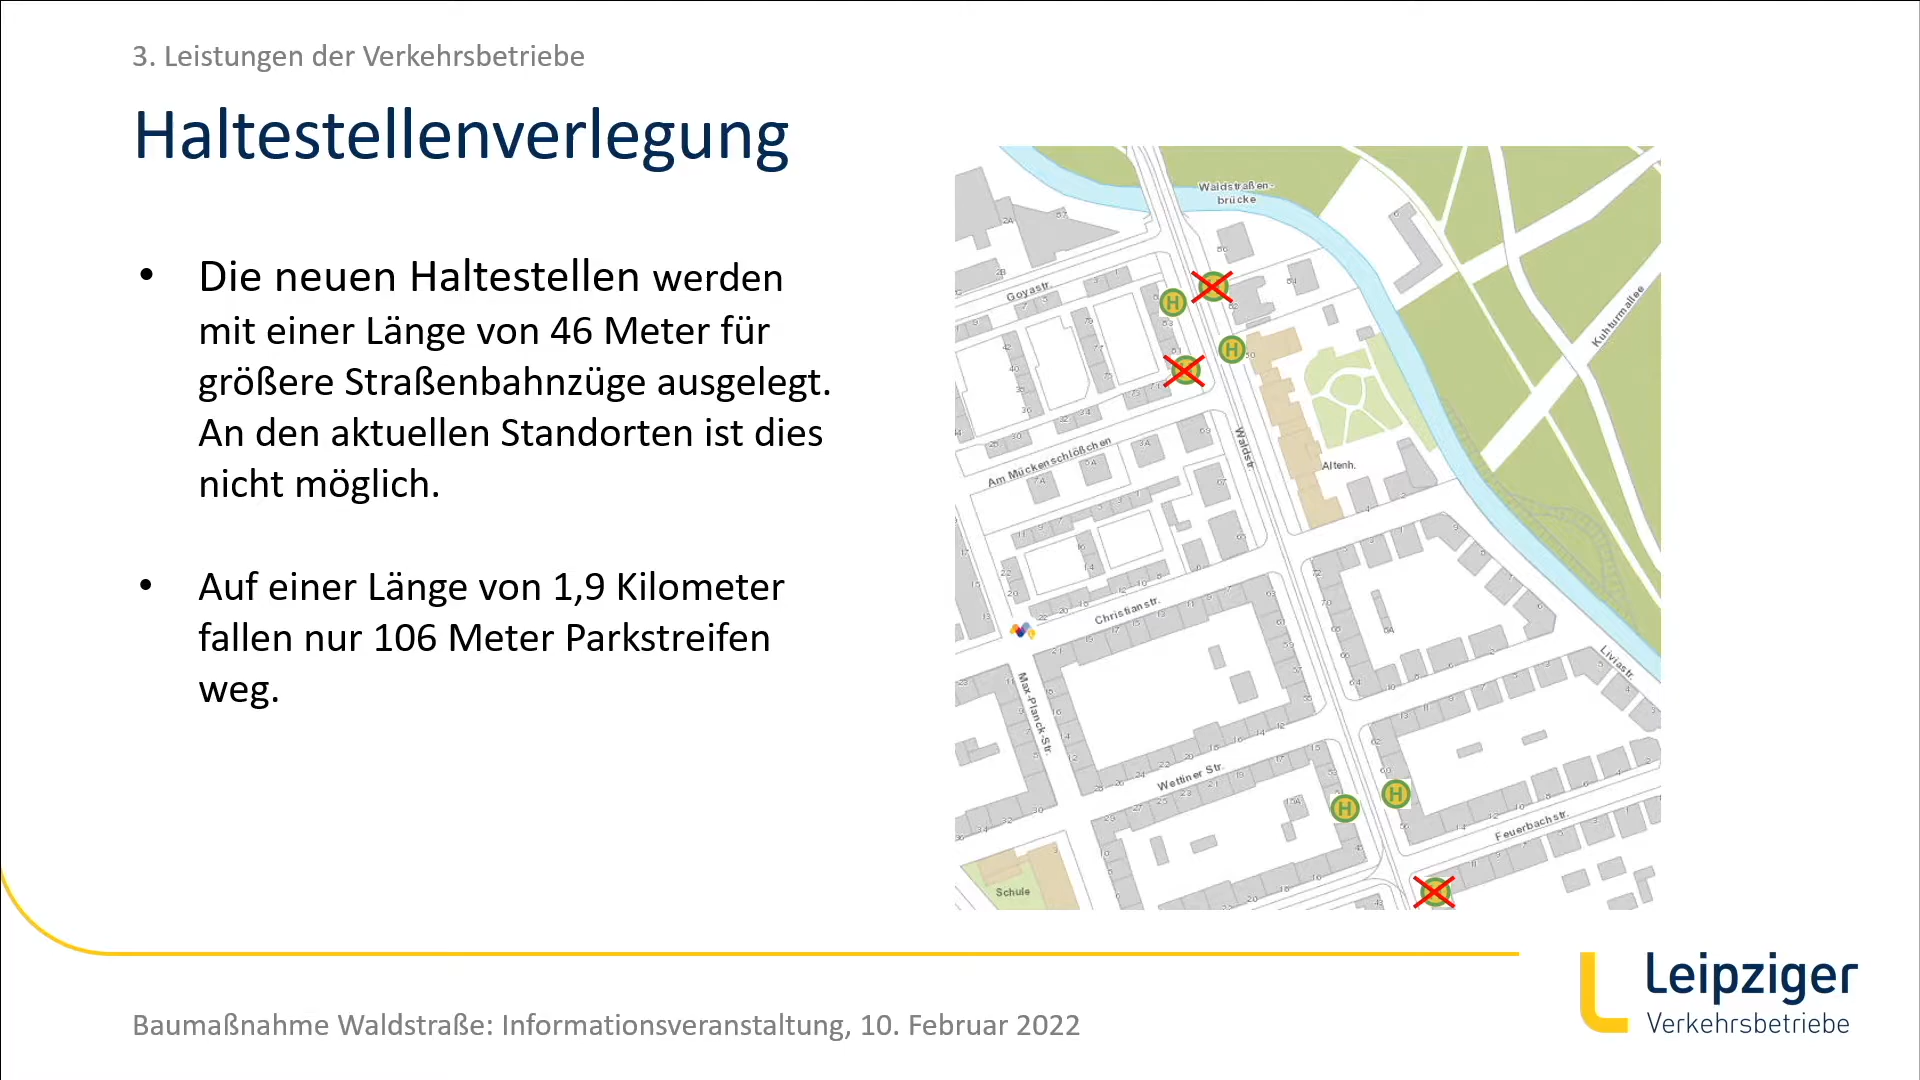 3. Leistungen der Verkehrsbetriebe
Haltestellenverlegung
• Die neuen Haltestellen werden
mit einer Länge von 46 Meter für
größere Straßenbahnzüge ausgelegt.
An den aktuellen Standorten ist dies
nicht möglich.
• Auf einer Länge von 1,9 Kilometer
fallen nur 106 Meter Parkstreifen
weg.
Waldstraßen-
brücke
Goyastr.
H
H
Kuhturmallee
Am Mückenschlößchen
Waldstr.
Altenh.
Christianstr.
Max-Planck-Str.
Liviastr.
Wettiner Str.
H
H
Feuerbachstr.
Schule
Leipziger
Verkehrsbetriebe
Baumaßnahme Waldstraße: Informationsveranstaltung, 10. Februar 2022